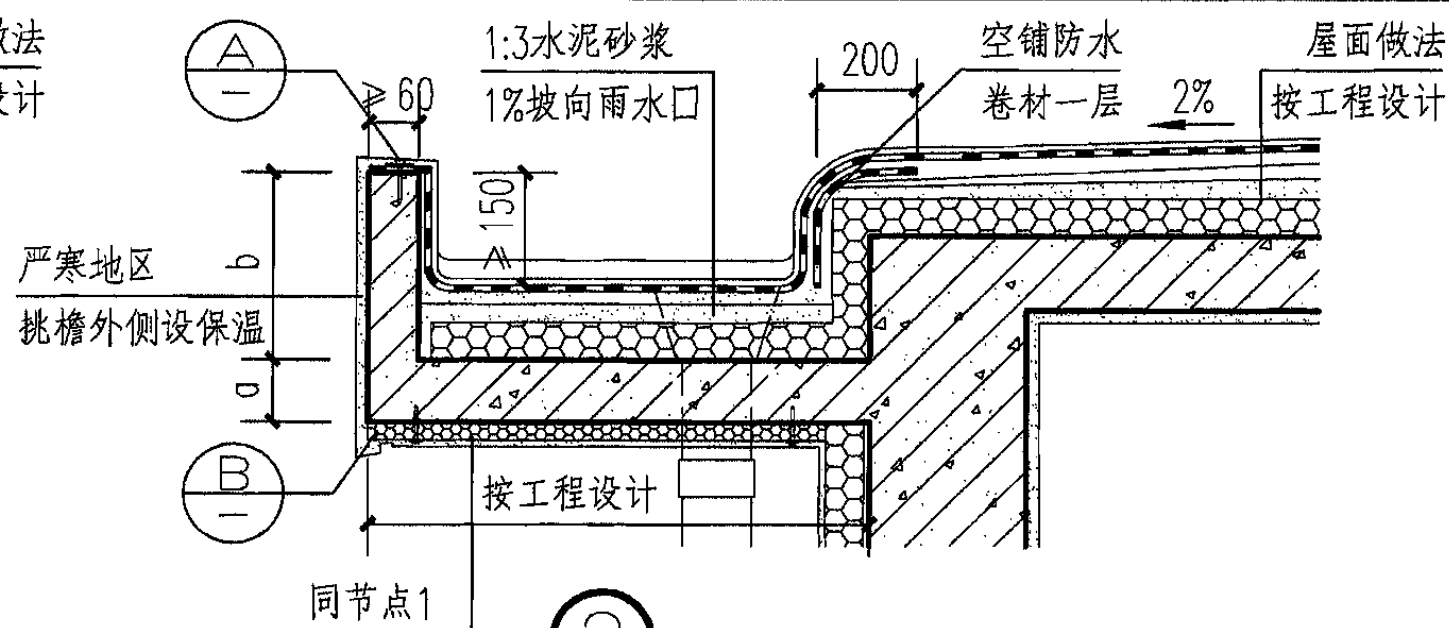 做法
设计
A
—
≥60
1:3水泥砂浆
1%坡向雨水口
200
空铺防水
卷材一层
2%
屋面做法
按工程设计
≥150
严寒地区
挑檐外侧设保温
b
a
B
—
按工程设计
同节点1